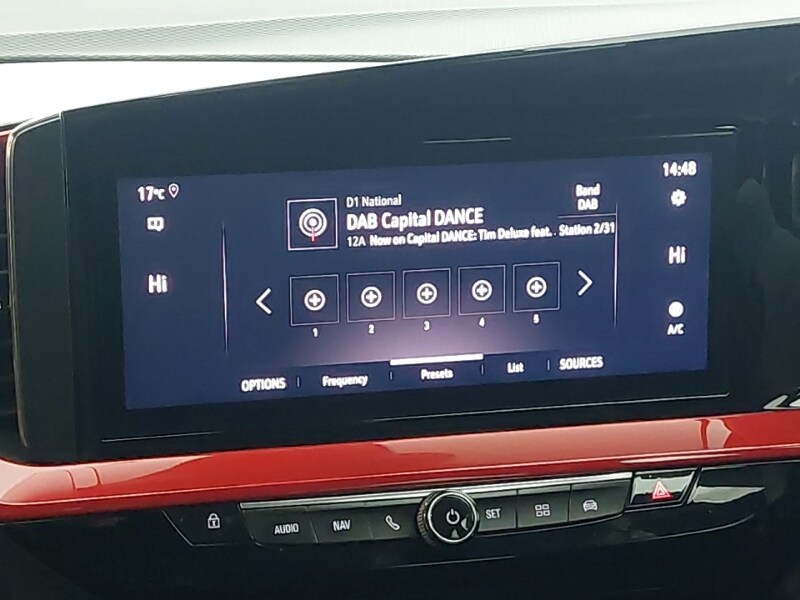 17°C
14:48
D1 National
Band
DAB
DAB Capital DANCE
12A Now on Capital DANCE: Tim Deluxe feat.. Station 2/31
Hi
Hi
1 2 3 4 5
A/C
OPTIONS Frequency Presets List SOURCES
AUDIO NAV SET